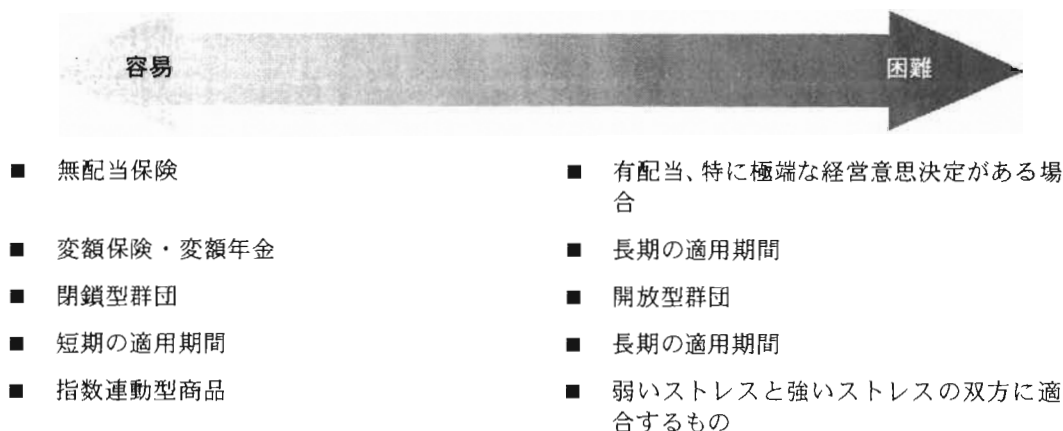 容易
困難
■ 無配当保険
■ 有配当、特に極端な経営意思決定がある場
合
■ 変額保険・変額年金
■ 長期の適用期間
■ 閉鎖型群団
■ 開放型群団
■ 短期の適用期間
■ 長期の適用期間
■ 指数連動型商品
■ 弱いストレスと強いストレスの双方に適
合するもの